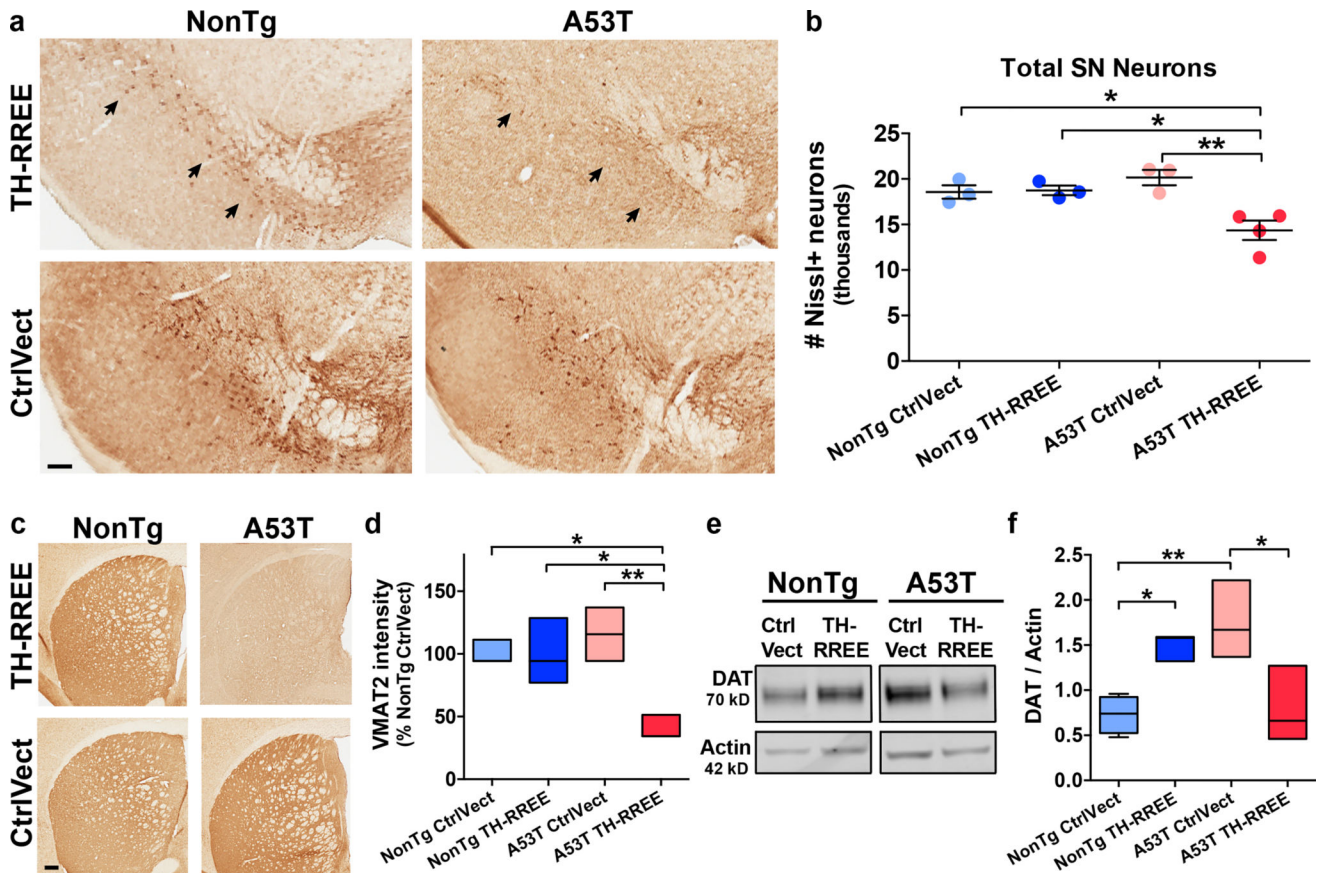 a
NonTg
A53T
TH-RREE
CtrlVect
b
Total SN Neurons
*
*
**
# Nissl+ neurons
(thousands)
25
20
15
10
5
0
NonTg CtrlVect
NonTg TH-RREE
A53T CtrlVect
A53T TH-RREE
c
NonTg
A53T
TH-RREE
CtrlVect
d
*
*
**
VMAT2 intensity
(% NonTg CtrlVect)
150
100
50
0
NonTg CtrlVect
NonTg TH-RREE
A53T CtrlVect
A53T TH-RREE
e
NonTg
A53T
Ctrl
Vect
TH-
RREE
Ctrl
Vect
TH-
RREE
DAT
70 kD
Actin
42 kD
f
**
*
*
DAT / Actin
2.5
2.0
1.5
1.0
0.5
0.0
NonTg CtrlVect
NonTg TH-RREE
A53T CtrlVect
A53T TH-RREE